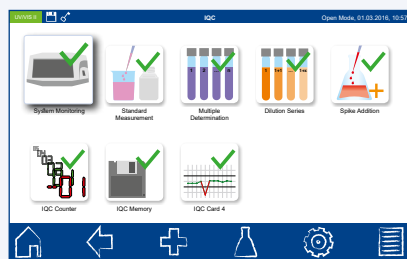 UV/VIS II
IQC
Open Mode, 01.03.2016, 10:57
System Monitoring
Standard
Measurement
Multiple
Determination
Dilution Series
Spike Addition
IQC Counter
IQC Memory
IQC Card 4